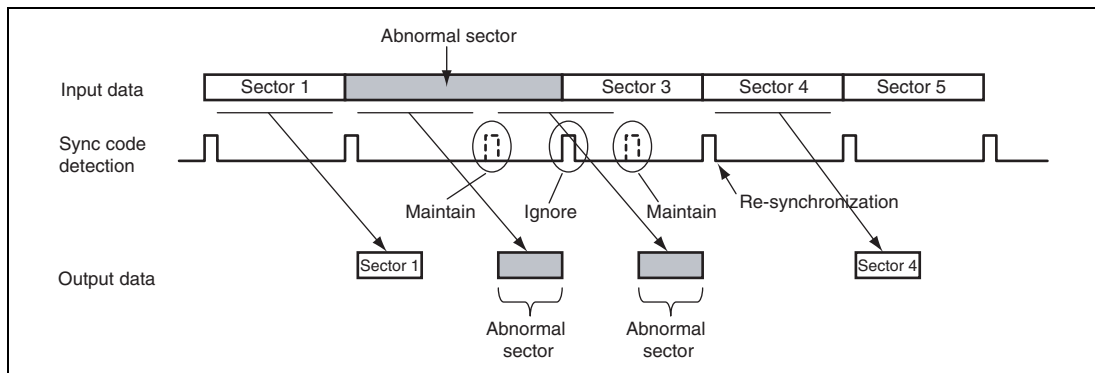 Abnormal sector
Input data
Sector 1
Sector 3
Sector 4
Sector 5
Sync code
detection
Maintain
Ignore
Maintain
Re-synchronization
Output data
Sector 1
Sector 4
Abnormal
sector
Abnormal
sector